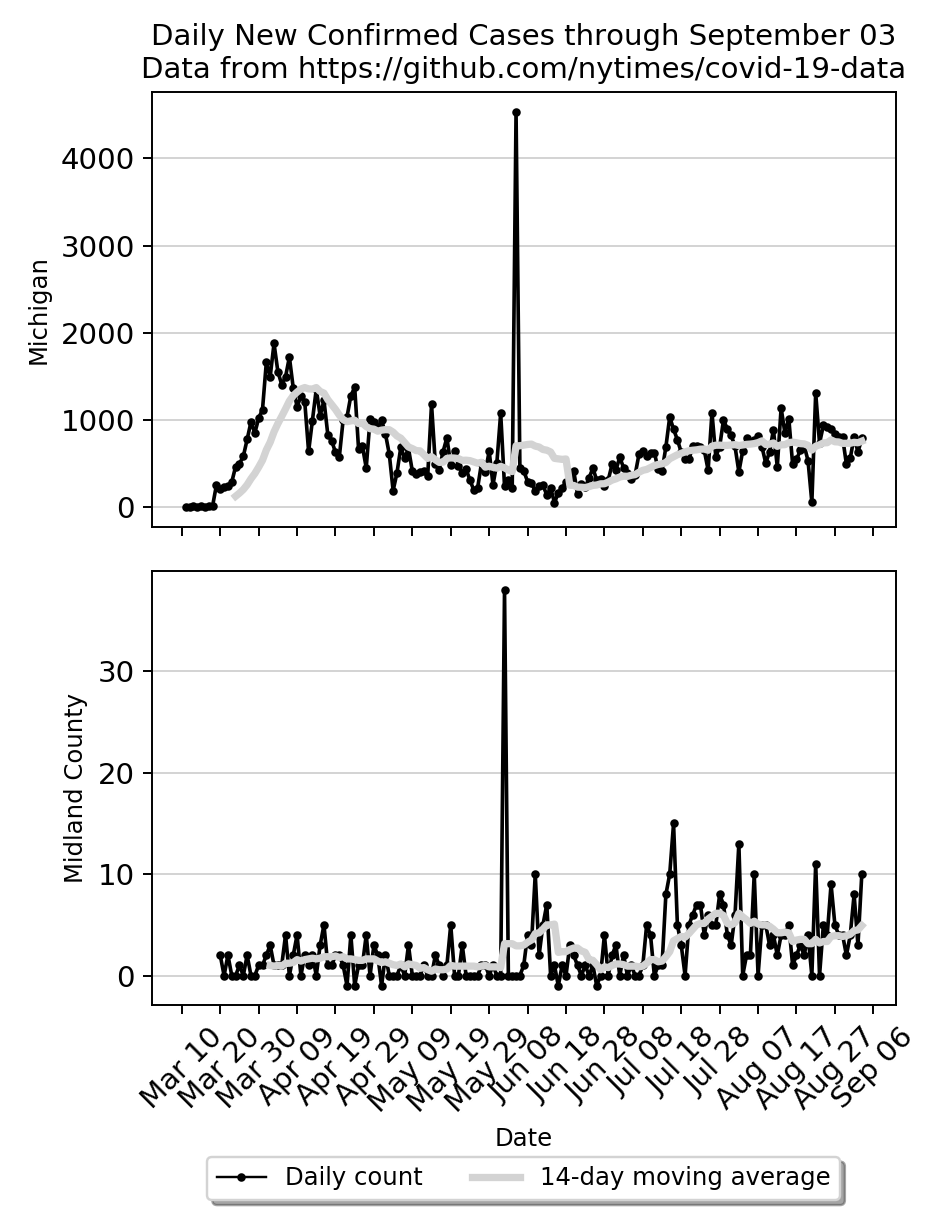 Daily New Confirmed Cases through September 03
Data from https://github.com/nytimes/covid-19-data
4000
3000
2000
1000
0
Michigan
30
20
10
0
Midland County
Mar 10
Mar 20
Mar 30
Apr 09
Apr 19
Apr 29
May 09
May 19
May 29
Jun 08
Jun 18
Jun 28
Jul 08
Jul 18
Jul 28
Aug 07
Aug 17
Aug 27
Sep 06
Date
Daily count
14-day moving average